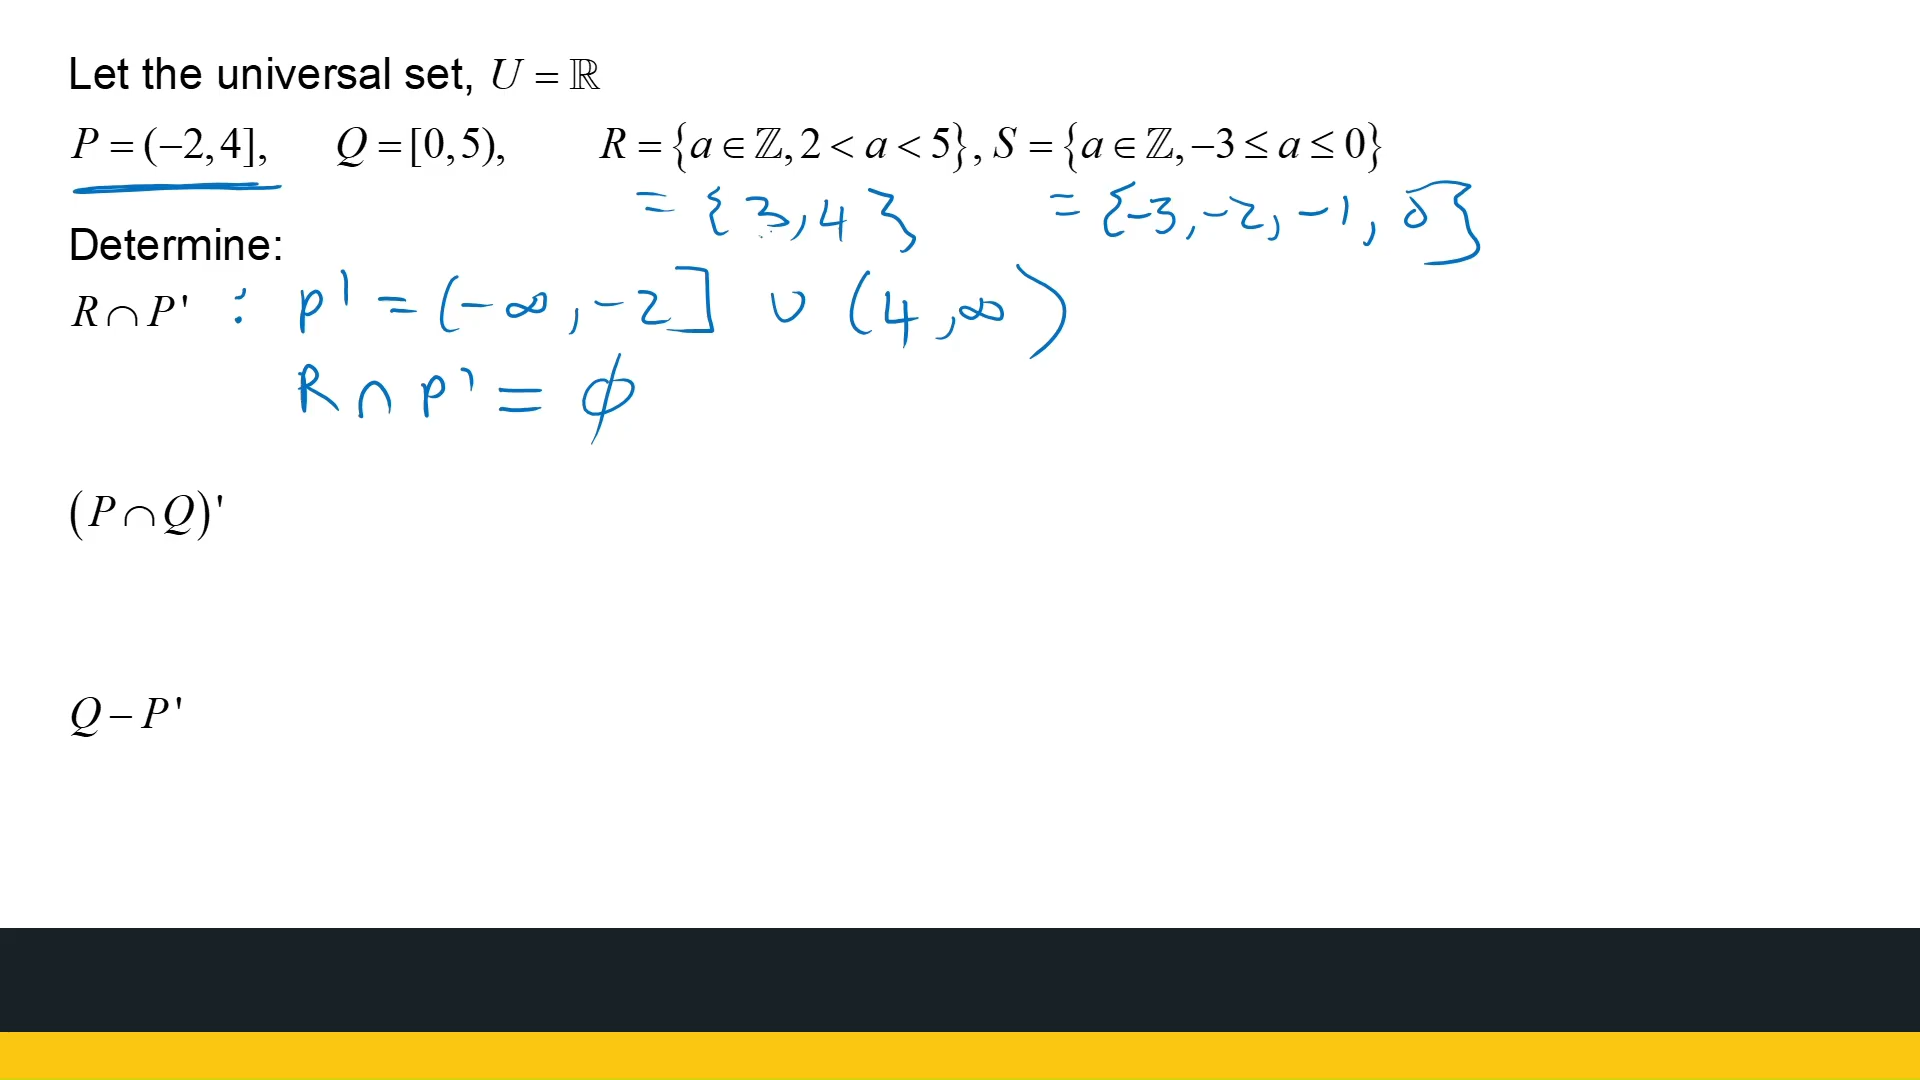 Let the universal set, U = ℝ
P = (−2, 4], Q = [0, 5), R = {a ∈ ℤ, 2 < a < 5}, S = {a ∈ ℤ, −3 ≤ a ≤ 0}
= {3, 4} = {-3, -2, -1, 0}
Determine:
R ∩ P' : P' = (-∞, -2] ∪ (4, ∞)
R ∩ P' = ϕ
(P ∩ Q)'
Q − P'